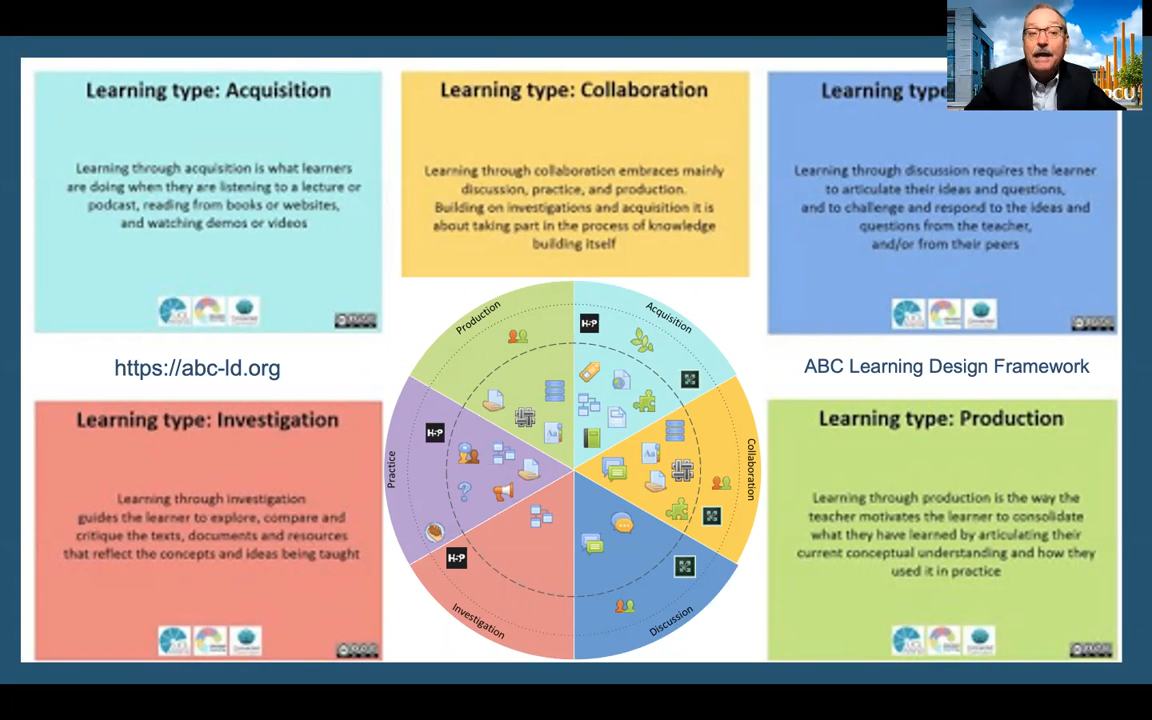 Learning type: Acquisition
Learning through acquisition is what learners
are doing when they are listening to a lecture or
podcast, reading from books or websites,
and watching demos or videos
Learning type: Collaboration
Learning through collaboration embraces mainly
discussion, practice, and production.
Building on investigations and acquisition it is
about taking part in the process of knowledge
building itself
Learning type
Learning through discussion requires the learner
to articulate their ideas and questions,
and to challenge and respond to the ideas and
questions from the teacher,
and/or from their peers
https://abc-ld.org
ABC Learning Design Framework
Production
Acquisition
Practice
Collaboration
Investigation
Discussion
H-P
H-P
H-P
Aa
Aa
Learning type: Investigation
Learning through investigation
guides the learner to explore, compare and
critique the texts, documents and resources
that reflect the concepts and ideas being taught
Learning type: Production
Learning through production is the way the
teacher motivates the learner to consolidate
what they have learned by articulating their
current conceptual understanding and how they
used it in practice